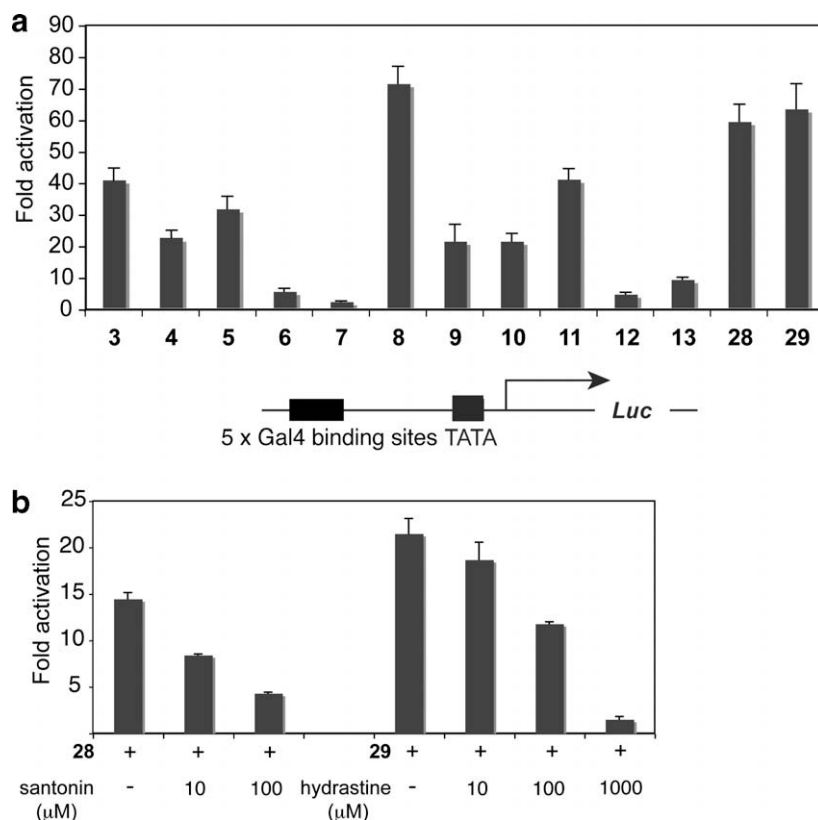 a
Fold activation
90
80
70
60
50
40
30
20
10
0
3 4 5 6 7 8 9 10 11 12 13 28 29
5 x Gal4 binding sites TATA
Luc
b
Fold activation
25
20
15
10
5
28 + + + 29 + + + +
santonin - 10 100 hydrastine - 10 100 1000
(μM) (μM)